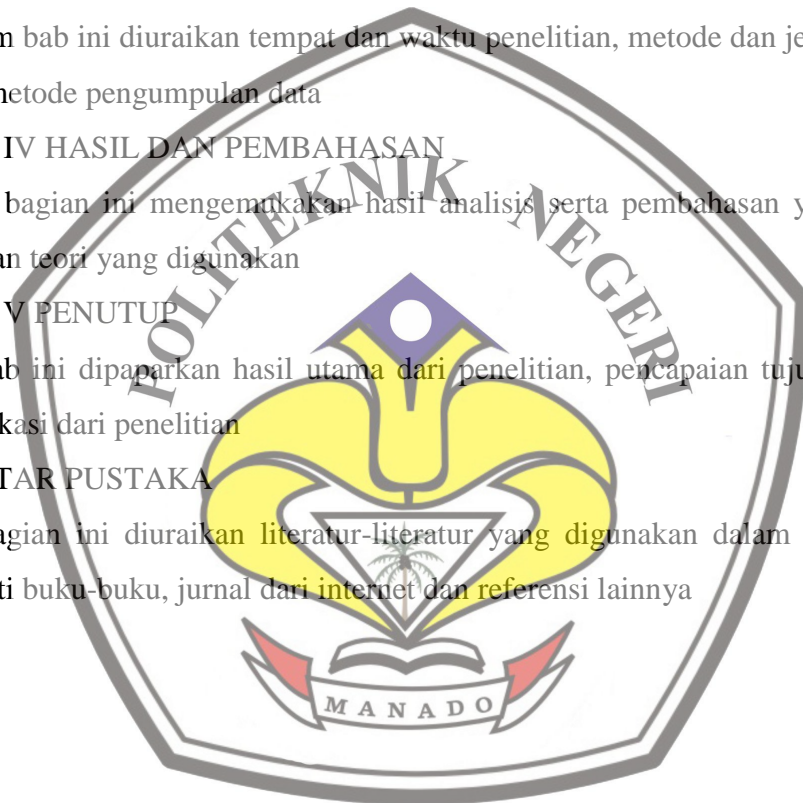 m bab ini diuraikan tempat dan waktu penelitian, metode dan je
metode pengumpulan data
IV HASIL DAN PEMBAHASAN
bagian ini mengemukakan hasil analisis serta pembahasan y
an teori yang digunakan
V PENUTUP
ab ini dipaparkan hasil utama dari penelitian, pencapaian tuju
kasi dari penitian
TAR PUSTAKA
agian ini diuraikan literatur-literatur yang digunakan dalam
ti buku-buku, jurnal dari internet dan referensi lainnya
POLITEKNIK NEGERI
MANADO